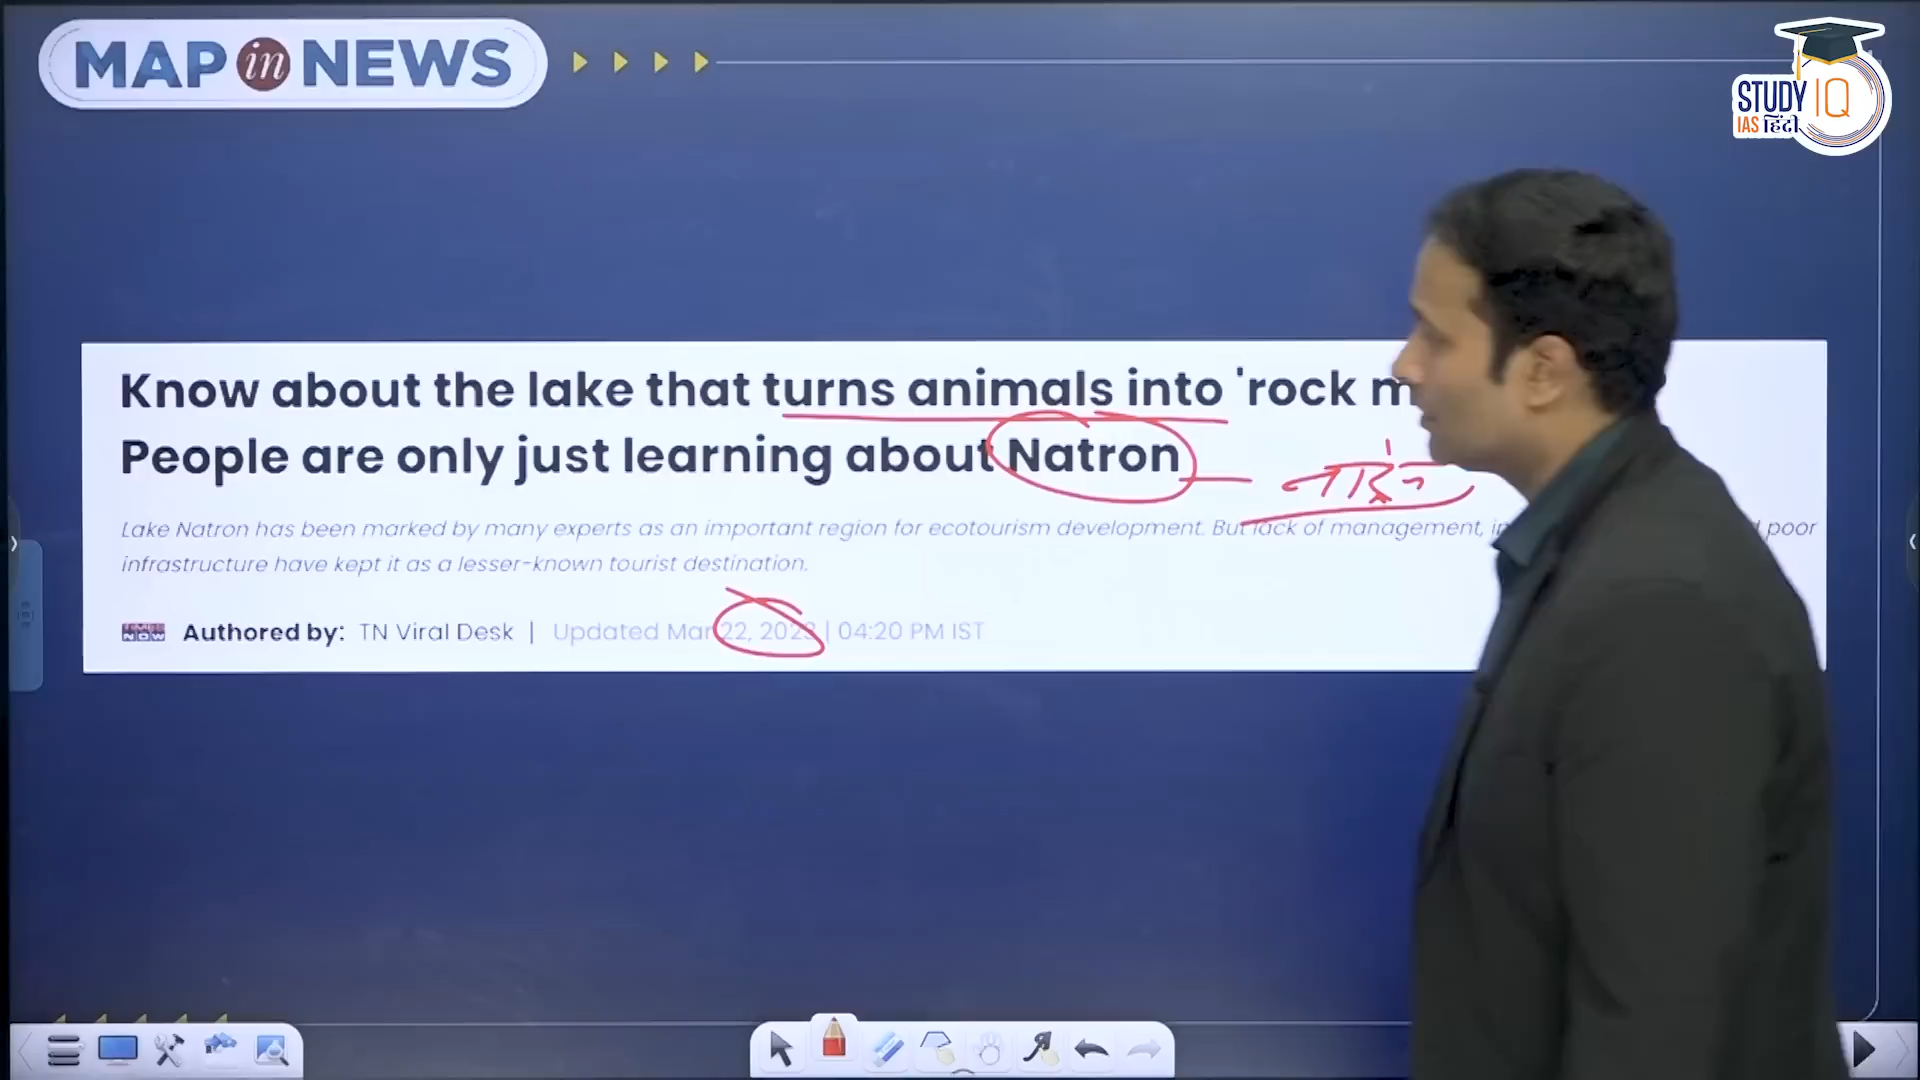 MAP in NEWS
STUDY IQ
IAS हिंदी
Know about the lake that turns animals into 'rock
People are only just learning about Natron
Lake Natron has been marked by many experts as an important region for ecotourism development. But lack of management, poor
infrastructure have kept it as a lesser-known tourist destination.
TIMES NOW
Authored by: TN Viral Desk | Updated Mar 22, 2023 | 04:20 PM IST